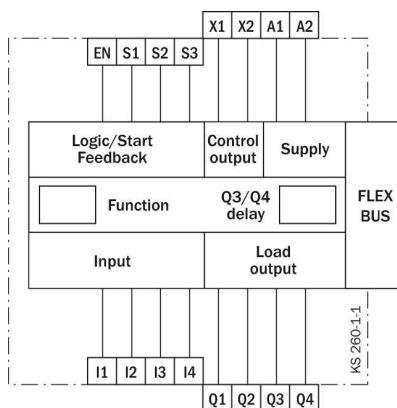 X1 X2 A1 A2
EN S1 S2 S3
Logic/Start
Feedback
Control
output
Supply
Function
Q3/Q4
delay
FLEX
BUS
Input
Load
output
KS 260-1-1
I1 I2 I3 I4
Q1 Q2 Q3 Q4